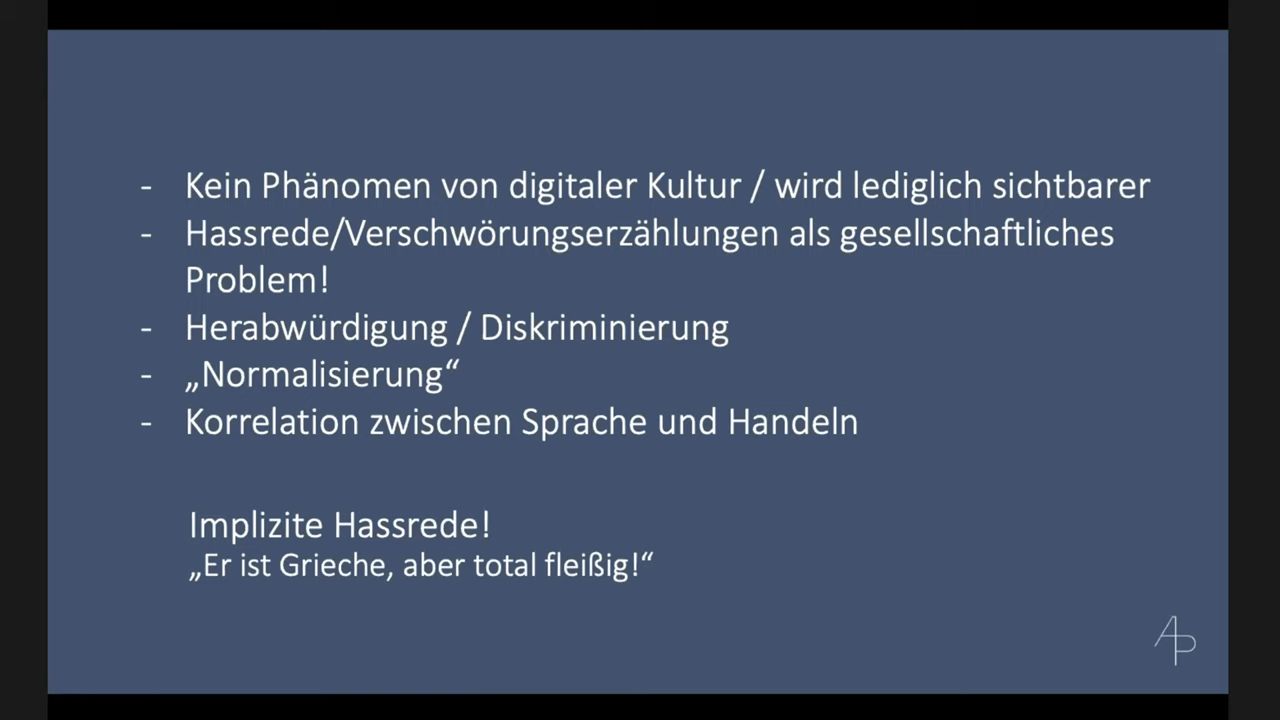 - Kein Phänomen von digitaler Kultur / wird lediglich sichtbarer
- Hassrede/Verschwörungserzählungen als gesellschaftliches
Problem!
- Herabwürdigung / Diskriminierung
- „Normalisierung“
- Korrelation zwischen Sprache und Handeln
Implizite Hassrede!
„Er ist Grieche, aber total fleißig!“
AP